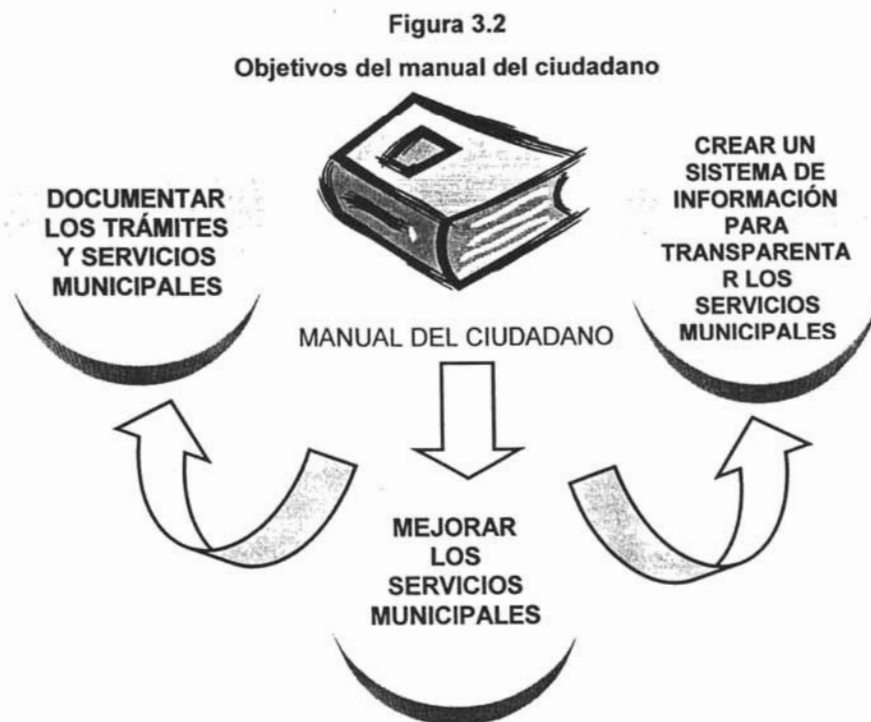 Figura 3.2
Objetivos del manual del ciudadano
DOCUMENTAR
LOS TRÁMITES
Y SERVICIOS
MUNICIPALES
CREAR UN
SISTEMA DE
INFORMACIÓN
PARA
TRANSPARENTA
R LOS
SERVICIOS
MUNICIPALES
MANUAL DEL CIUDADANO
MEJORAR
LOS
SERVICIOS
MUNICIPALES